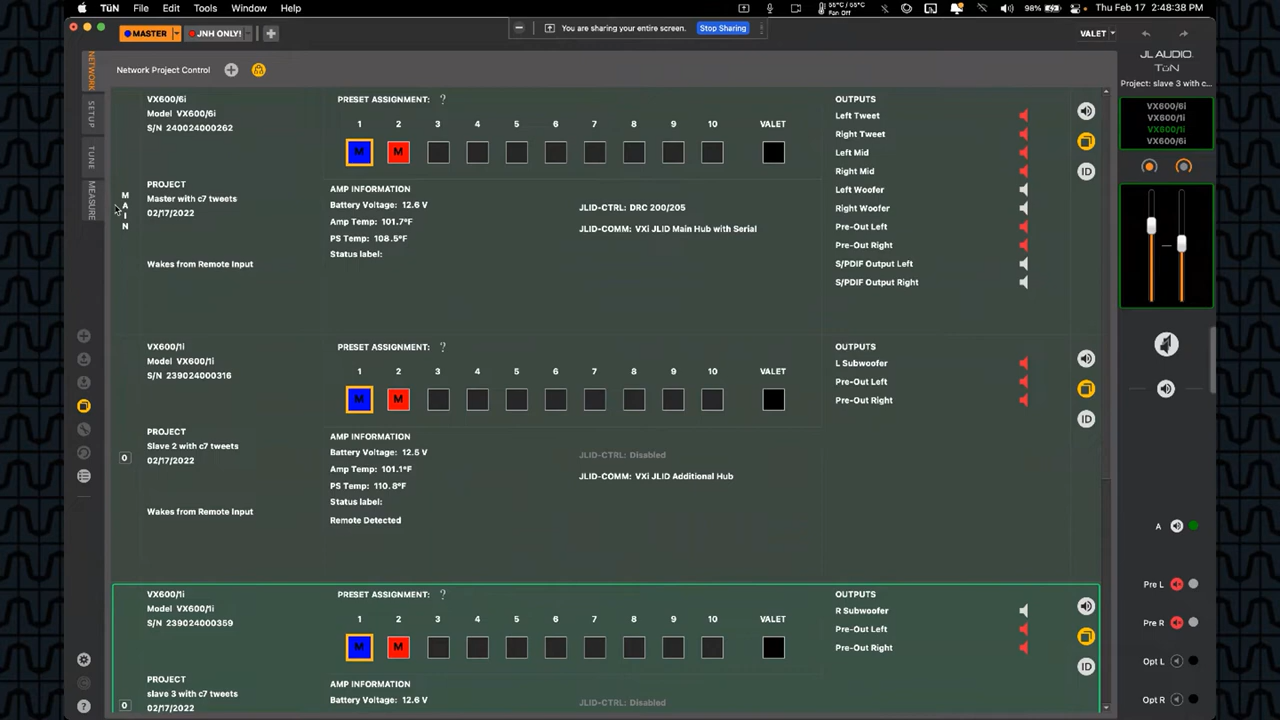 TüN File Edit Tools Window Help
55°C / 55°C
Fan Off
98% Thu Feb 17 2:48:38 PM
You are sharing your entire screen. Stop Sharing
MASTER JNH ONLY! VALET
NETWORK
SETUP
TUNE
MEASURE
Network Project Control
VX600/6i
Model VX600/6i
S/N 240024000262
PROJECT
Master with c7 tweets
02/17/2022
MAIN
Wakes from Remote Input
PRESET ASSIGNMENT: ?
1 2 3 4 5 6 7 8 9 10 VALET
M M
AMP INFORMATION
Battery Voltage: 12.6 V
Amp Temp: 101.7°F
PS Temp: 108.5°F
Status label:
JLID-CTRL: DRC 200/205
JLID-COMM: VXi JLID Main Hub with Serial
OUTPUTS
Left Tweet
Right Tweet
Left Mid
Right Mid
Left Woofer
Right Woofer
Pre-Out Left
Pre-Out Right
S/PDIF Output Left
S/PDIF Output Right
ID
VX600/1i
Model VX600/1i
S/N 239024000316
PROJECT
Slave 2 with c7 tweets
02/17/2022
0
Wakes from Remote Input
PRESET ASSIGNMENT: ?
1 2 3 4 5 6 7 8 9 10 VALET
M M
AMP INFORMATION
Battery Voltage: 12.5 V
Amp Temp: 101.1°F
PS Temp: 110.8°F
Status label:
Remote Detected
JLID-CTRL: Disabled
JLID-COMM: VXi JLID Additional Hub
OUTPUTS
L Subwoofer
Pre-Out Left
Pre-Out Right
ID
VX600/1i
Model VX600/1i
S/N 239024000359
PROJECT
slave 3 with c7 tweets
02/17/2022
0
PRESET ASSIGNMENT: ?
1 2 3 4 5 6 7 8 9 10 VALET
M M
AMP INFORMATION
Battery Voltage: 12.6 V
JLID-CTRL: Disabled
OUTPUTS
R Subwoofer
Pre-Out Left
Pre-Out Right
ID
JL AUDIO
TüN
Project: slave 3 with c...
VX600/6i
VX600/1i
VX600/1i
VX600/6i
A
Pre L
Pre R
Opt L
Opt R
?